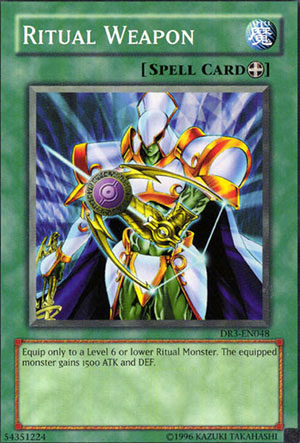 Ritual Weapon
魔
[Spell Card]
DR3-EN048
Equip only to a Level 6 or lower Ritual Monster. The equipped
monster gains 1500 ATK and DEF.
54351224
©1996 KAZUKI TAKAHASHI